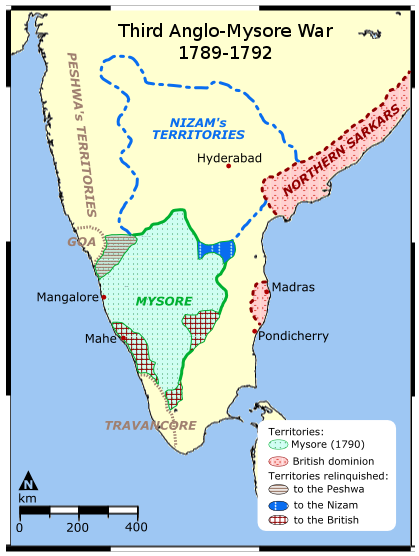 Third Anglo-Mysore War
1789-1792
PESHWA's TERRITORIES
NIZAM's
TERRITORIES
Hyderabad
NORTHERN SARKARS
GOA
Mangalore
MYSORE
Madras
Mahe
Pondicherry
TRAVANCORE
Territories:
Mysore (1790)
British dominion
Territories relinquished:
to the Peshwa
to the Nizam
to the British
N
km
0 200 400